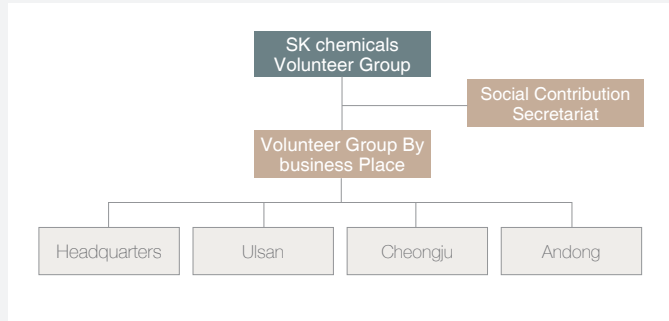 SK chemicals
Volunteer Group
Social Contribution
Secretariat
Volunteer Group By
business Place
Headquarters
Ulsan
Cheongju
Andong